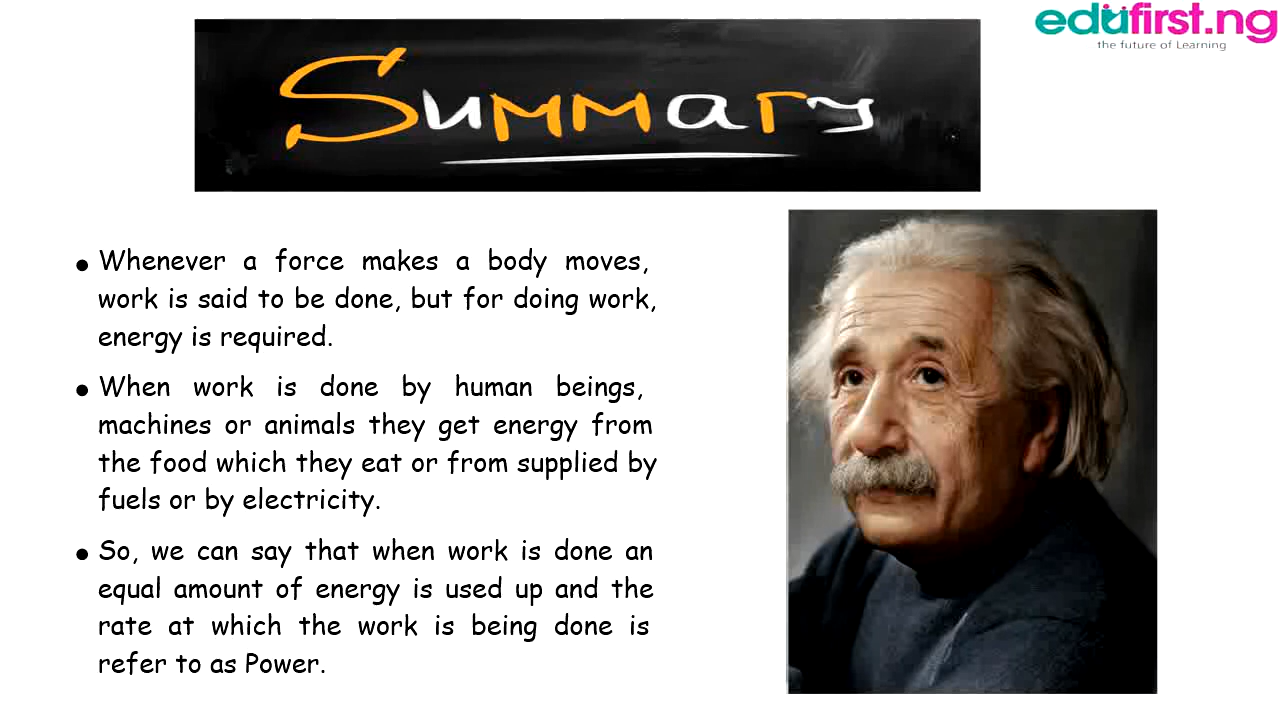 edufirst.ng
the future of Learning
Summary
• Whenever a force makes a body moves,
work is said to be done, but for doing work,
energy is required.
• When work is done by human beings,
machines or animals they get energy from
the food which they eat or from supplied by
fuels or by electricity.
• So, we can say that when work is done an
equal amount of energy is used up and the
rate at which the work is being done is
refer to as Power.